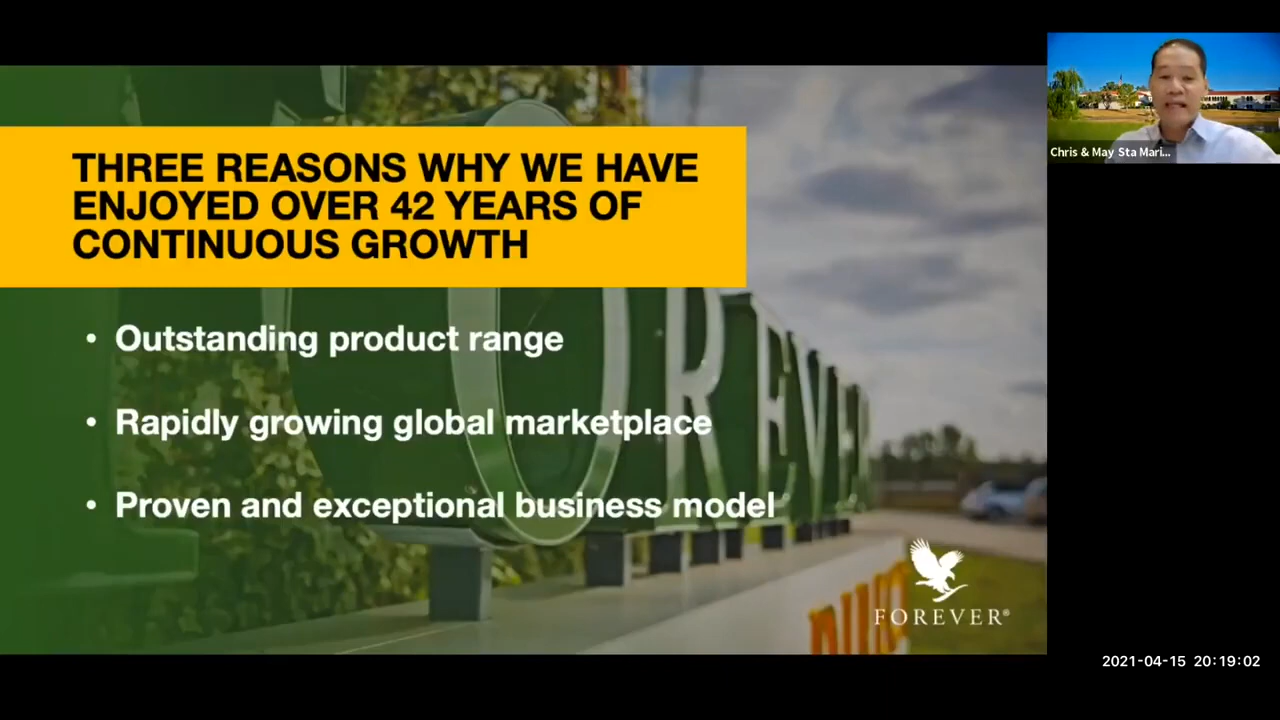 THREE REASONS WHY WE HAVE
ENJOYED OVER 42 YEARS OF
CONTINUOUS GROWTH
• Outstanding product range
• Rapidly growing global marketplace
• Proven and exceptional business model
OREVER
FOREVER®
Chris & May Sta Mari...
2021-04-15 20:19:02